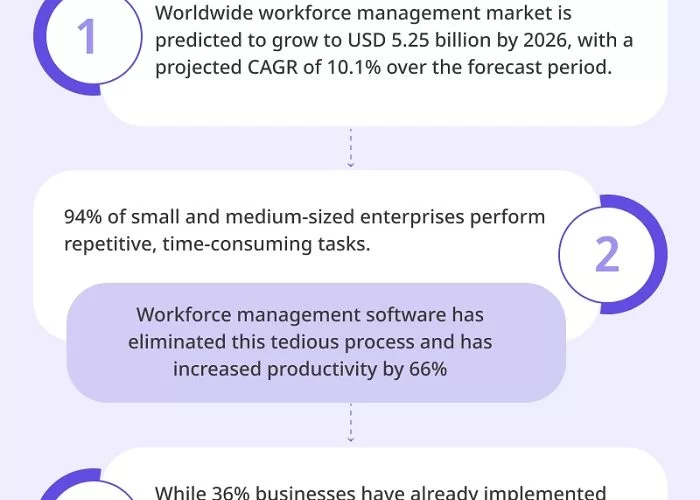 1
Worldwide workforce management market is
predicted to grow to USD 5.25 billion by 2026, with a
projected CAGR of 10.1% over the forecast period.
94% of small and medium-sized enterprises perform
repetitive, time-consuming tasks.
2
Workforce management software has
eliminated this tedious process and has
increased productivity by 66%
While 36% businesses have already implemented